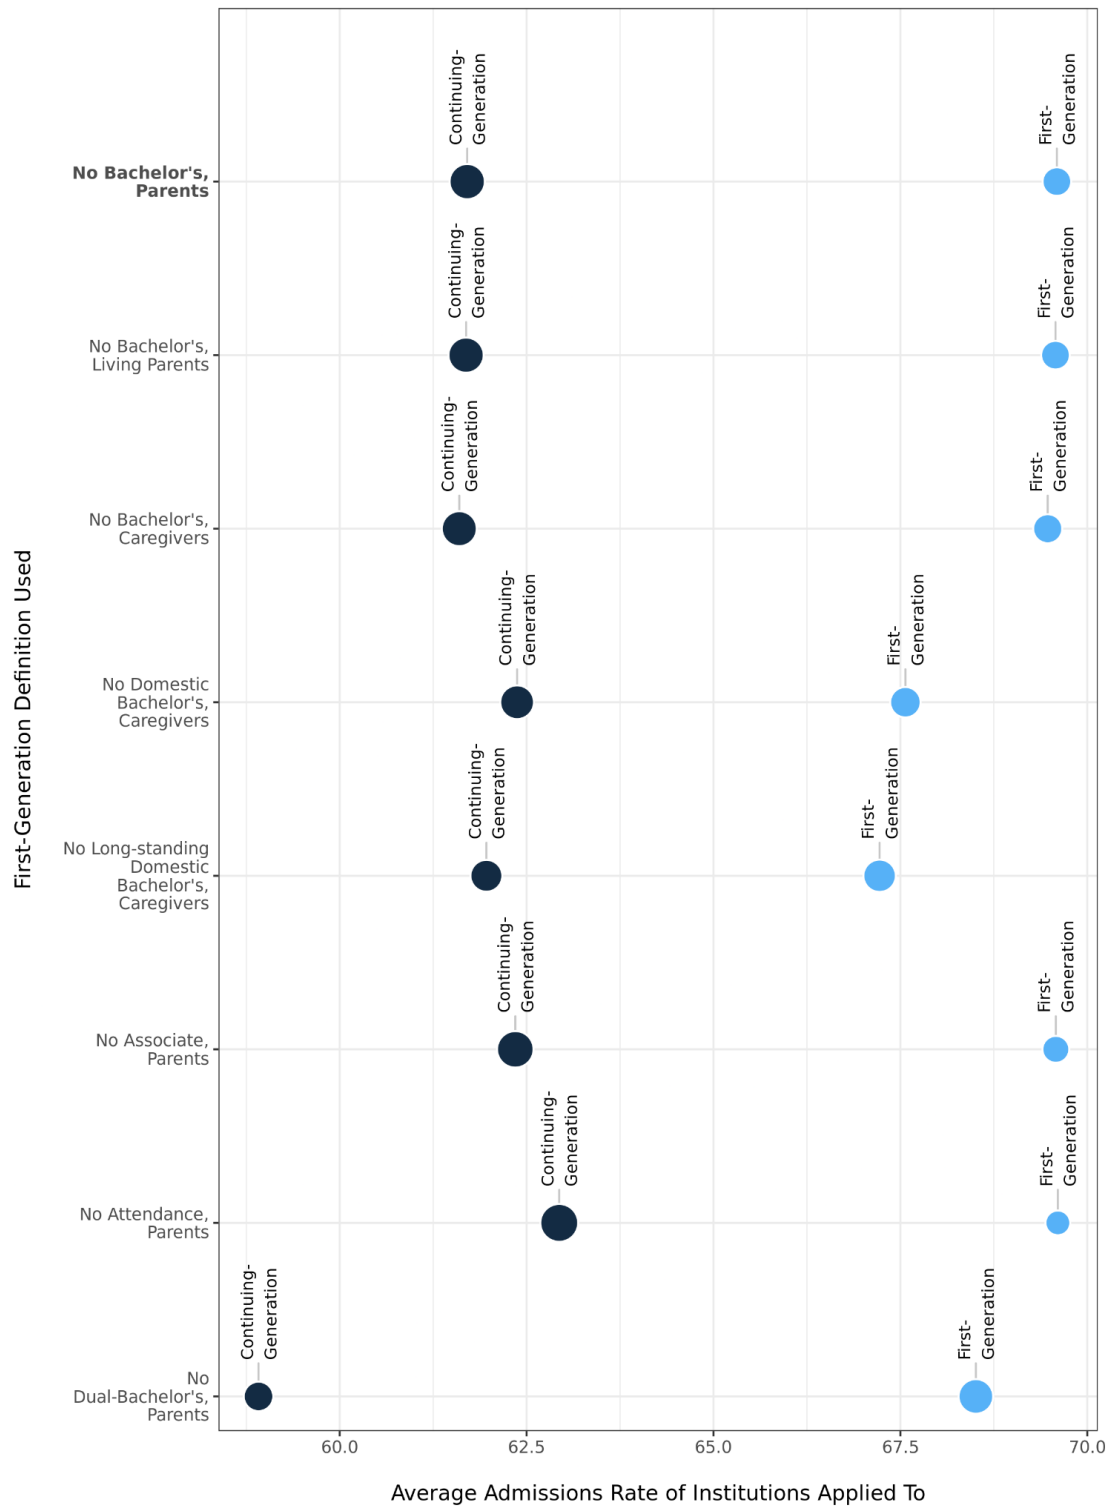 First-Generation Definition Used
Continuing-
Generation
First-
Generation
No Bachelor's,
Parents
Continuing-
Generation
First-
Generation
No Bachelor's,
Living Parents
Continuing-
Generation
First-
Generation
No Bachelor's,
Caregivers
Continuing-
Generation
First-
Generation
No Domestic
Bachelor's,
Caregivers
Continuing-
Generation
First-
Generation
No Long-standing
Domestic
Bachelor's,
Caregivers
Continuing-
Generation
First-
Generation
No Associate,
Parents
Continuing-
Generation
First-
Generation
No Attendance,
Parents
Continuing-
Generation
First-
Generation
No
Dual-Bachelor's,
Parents
60.0 62.5 65.0 67.5 70.0
Average Admissions Rate of Institutions Applied To